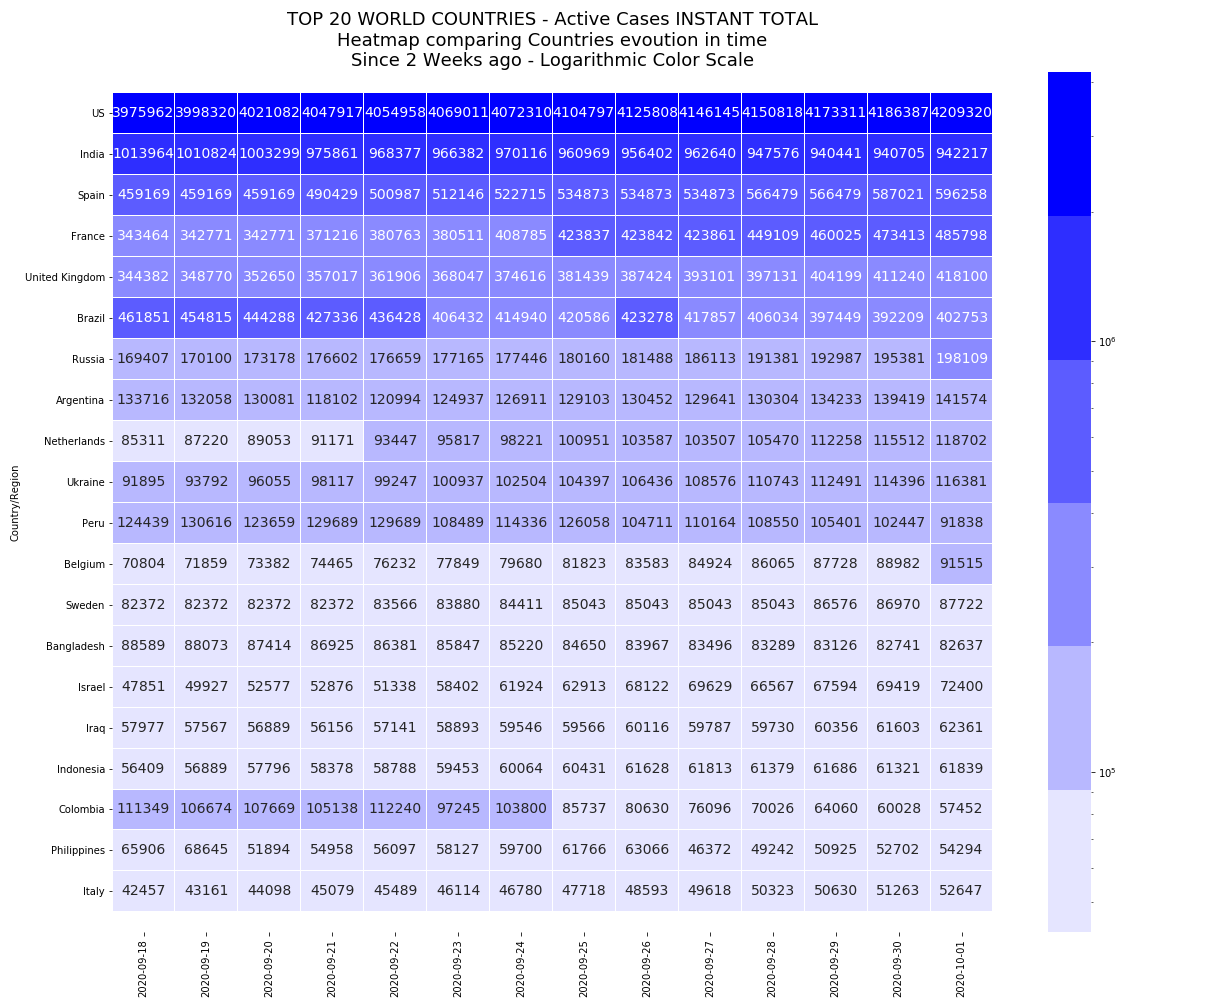 TOP 20 WORLD COUNTRIES - Active Cases INSTANT TOTAL
Heatmap comparing Countries evoution in time
Since 2 Weeks ago - Logarithmic Color Scale
Country/Region
US 3975962 3998320 4021082 4047917 4054958 4069011 4072310 4104797 4125808 4146145 4150818 4173311 4186387 4209320
India 1013964 1010824 1003299 975861 968377 966382 970116 960969 956402 962640 947576 940441 940705 942217
Spain 459169 459169 459169 490429 500987 512146 522715 534873 534873 534873 566479 566479 587021 596258
France 343464 342771 342771 371216 380763 380511 408785 423837 423842 423861 449109 460025 473413 485798
United Kingdom 344382 348770 352650 357017 361906 368047 374616 381439 387424 393101 397131 404199 411240 418100
Brazil 461851 454815 444288 427336 436428 406432 414940 420586 423278 417857 406034 397449 392209 402753
Russia 169407 170100 173178 176602 176659 177165 177446 180160 181488 186113 191381 192987 195381 198109
Argentina 133716 132058 130081 118102 120994 124937 126911 129103 130452 129641 130304 134233 139419 141574
Netherlands 85311 87220 89053 91171 93447 95817 98221 100951 103587 103507 105470 112258 115512 118702
Ukraine 91895 93792 96055 98117 99247 100937 102504 104397 106436 108576 110743 112491 114396 116381
Peru 124439 130616 123659 129689 129689 108489 114336 126058 104711 110164 108550 105401 102447 91838
Belgium 70804 71859 73382 74465 76232 77849 79680 81823 83583 84924 86065 87728 88982 91515
Sweden 82372 82372 82372 82372 83566 83880 84411 85043 85043 85043 85043 86576 86970 87722
Bangladesh 88589 88073 87414 86925 86381 85847 85220 84650 83967 83496 83289 83126 82741 82637
Israel 47851 49927 52577 52876 51338 58402 61924 62913 68122 69629 66567 67594 69419 72400
Iraq 57977 57567 56889 56156 57141 58893 59546 59566 60116 59787 59730 60356 61603 62361
Indonesia 56409 56889 57796 58378 58788 59453 60064 60431 61628 61813 61379 61686 61321 61839
Colombia 111349 106674 107669 105138 112240 97245 103800 85737 80630 76096 70026 64060 60028 57452
Philippines 65906 68645 51894 54958 56097 58127 59700 61766 63066 46372 49242 50925 52702 54294
Italy 42457 43161 44098 45079 45489 46114 46780 47718 48593 49618 50323 50630 51263 52647
2020-09-18 2020-09-19 2020-09-20 2020-09-21 2020-09-22 2020-09-23 2020-09-24 2020-09-25 2020-09-26 2020-09-27 2020-09-28 2020-09-29 2020-09-30 2020-10-01
10⁶
10⁵